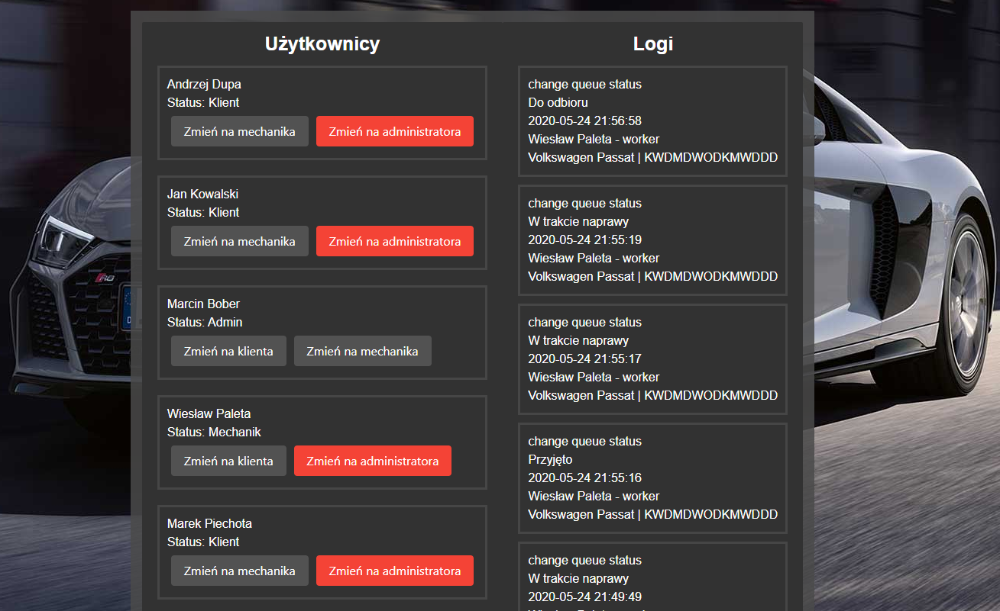 Użytkownicy
Andrzej Dupa
Status: Klient
Zmień na mechanika
Zmień na administratora
Jan Kowalski
Status: Klient
Zmień na mechanika
Zmień na administratora
Marcin Bober
Status: Admin
Zmień na klienta
Zmień na mechanika
Wiesław Paleta
Status: Mechanik
Zmień na klienta
Zmień na administratora
Marek Piechota
Status: Klient
Zmień na mechanika
Zmień na administratora
Logi
change queue status
Do odbioru
2020-05-24 21:56:58
Wiesław Paleta - worker
Volkswagen Passat | KWDMDWODKMWDDD
change queue status
W trakcie naprawy
2020-05-24 21:55:19
Wiesław Paleta - worker
Volkswagen Passat | KWDMDWODKMWDDD
change queue status
W trakcie naprawy
2020-05-24 21:55:17
Wiesław Paleta - worker
Volkswagen Passat | KWDMDWODKMWDDD
change queue status
Przyjęto
2020-05-24 21:55:16
Wiesław Paleta - worker
Volkswagen Passat | KWDMDWODKMWDDD
change queue status
W trakcie naprawy
2020-05-24 21:49:49
R8
D